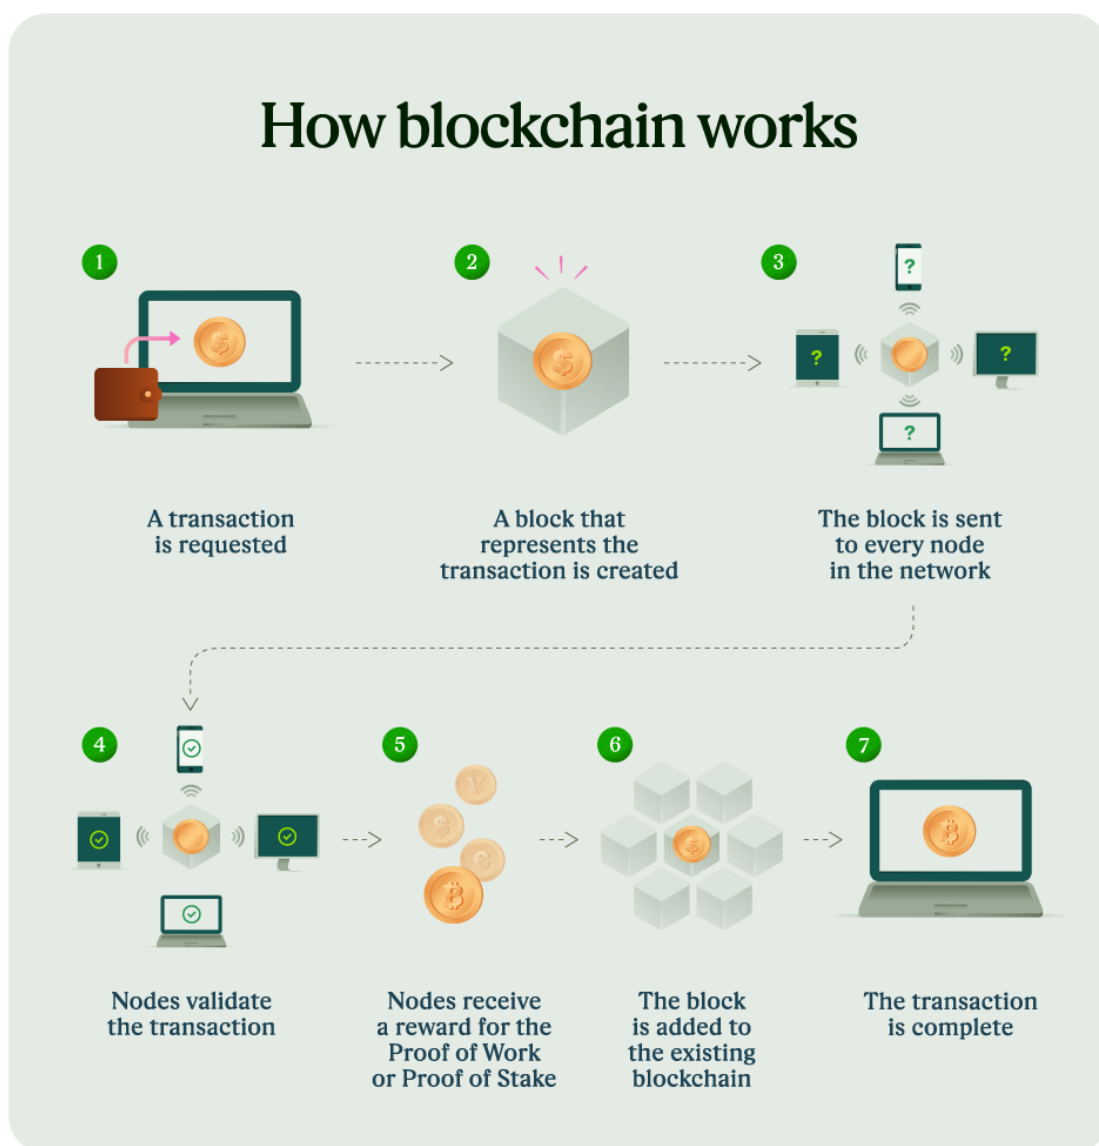 How blockchain works
1
2
3
?
?
?
?
$
$
A transaction
is requested
A block that
represents the
transaction is created
The block is sent
to every node
in the network
4
5
6
7
¥
$
$
Nodes validate
the transaction
Nodes receive
a reward for the
Proof of Work
or Proof of Stake
The block
is added to
the existing
blockchain
The transaction
is complete